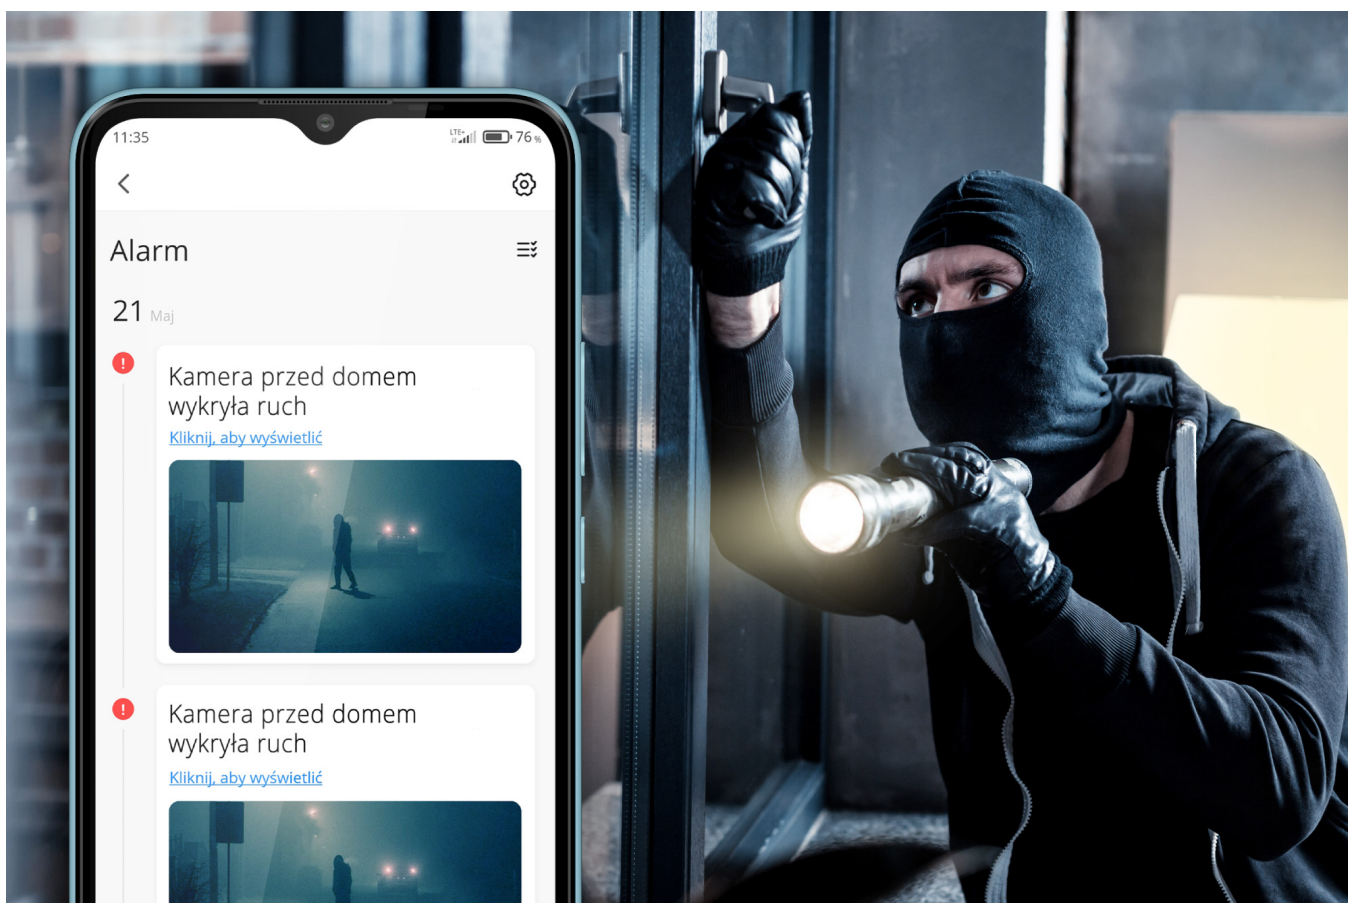 11:35
LTE+
76 %
Alarm
21 Maj
Kamera przed domem
wykryła ruch
Kliknij, aby wyświetlić
Kamera przed domem
wykryła ruch
Kliknij, aby wyświetlić